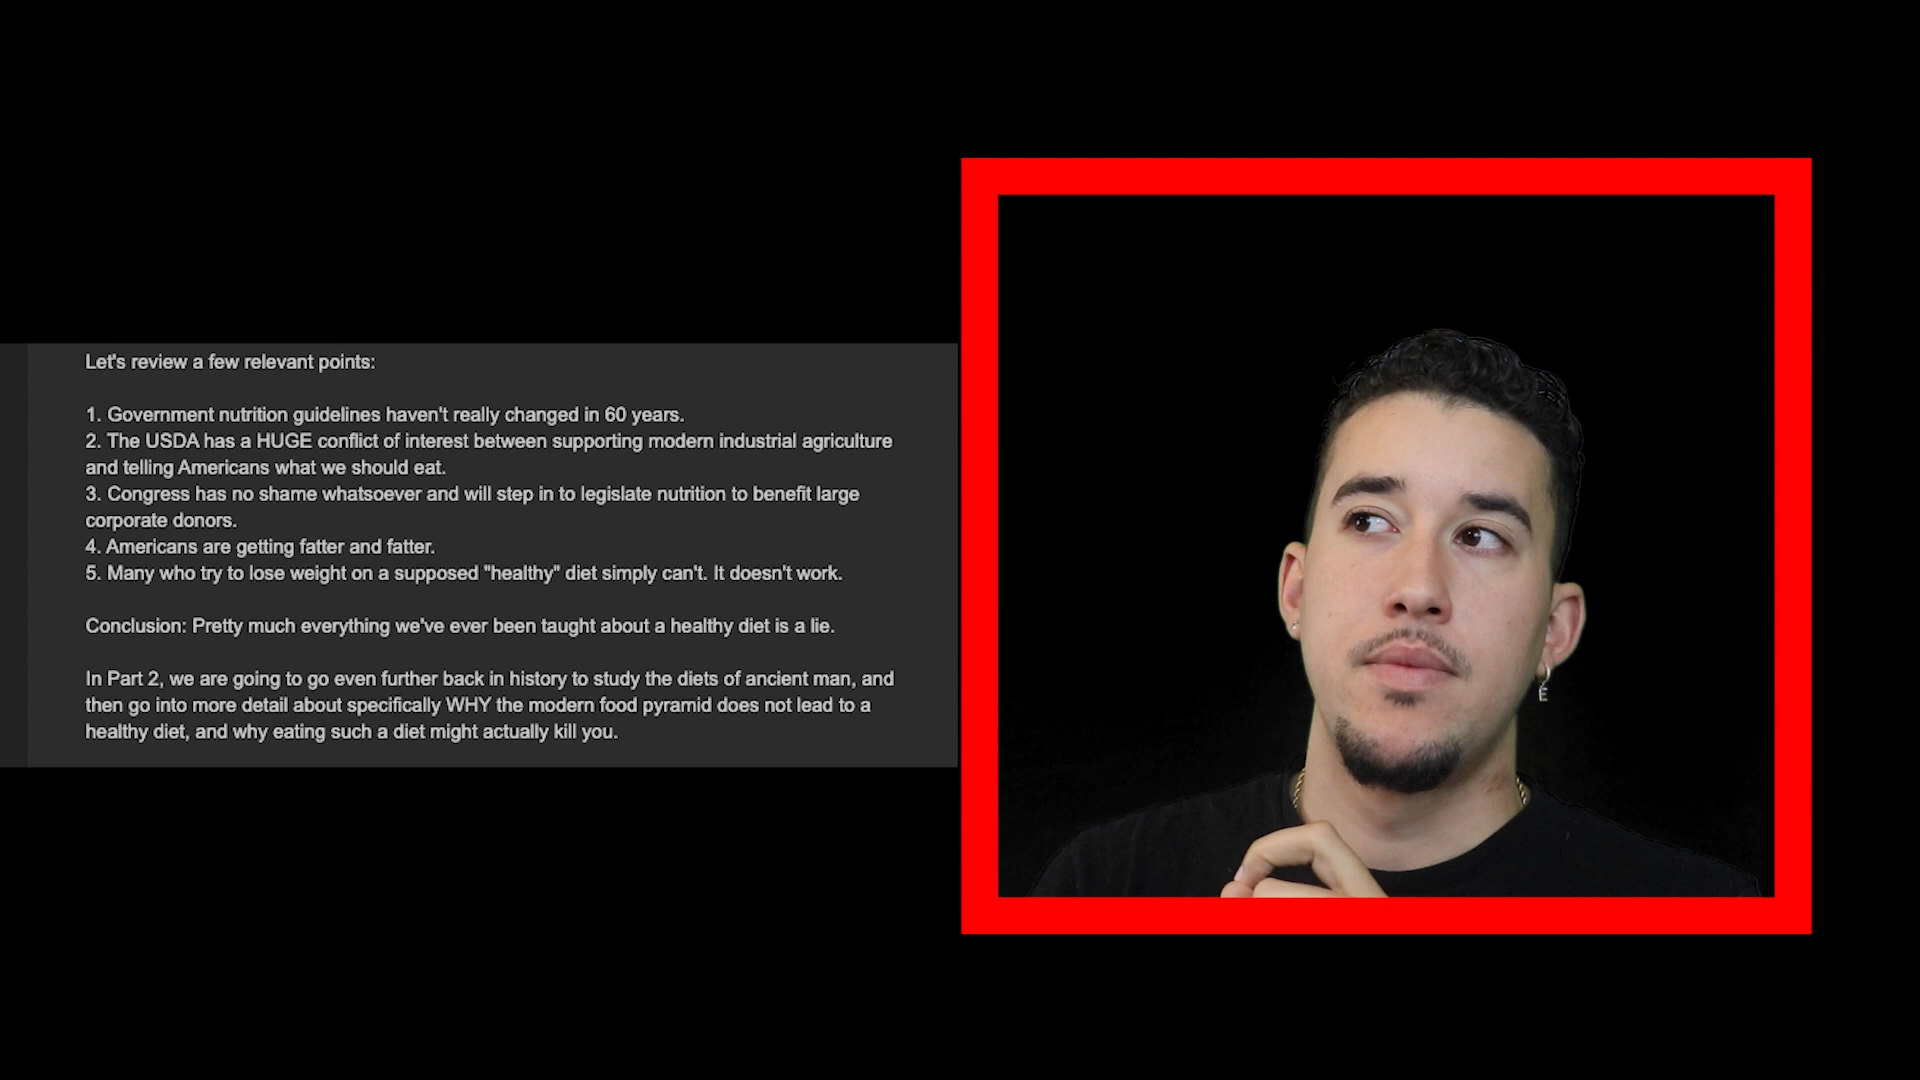 Let's review a few relevant points:
1. Government nutrition guidelines haven't really changed in 60 years.
2. The USDA has a HUGE conflict of interest between supporting modern industrial agriculture
and telling Americans what we should eat.
3. Congress has no shame whatsoever and will step in to legislate nutrition to benefit large
corporate donors.
4. Americans are getting fatter and fatter.
5. Many who try to lose weight on a supposed "healthy" diet simply can't. It doesn't work.
Conclusion: Pretty much everything we've ever been taught about a healthy diet is a lie.
In Part 2, we are going to go even further back in history to study the diets of ancient man, and
then go into more detail about specifically WHY the modern food pyramid does not lead to a
healthy diet, and why eating such a diet might actually kill you.
E